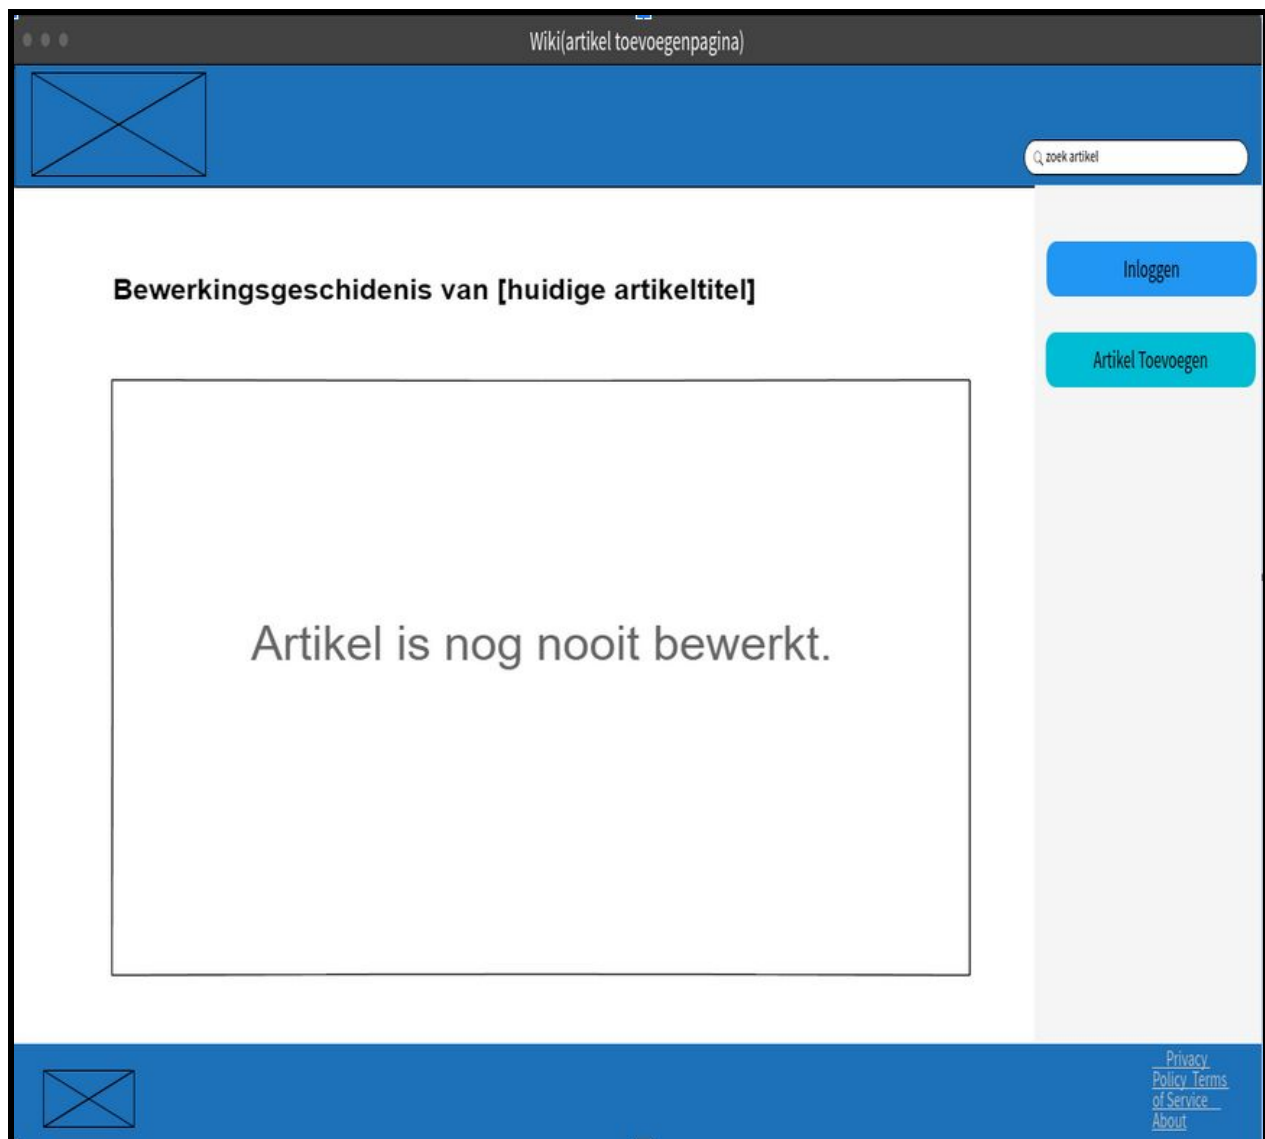 Wiki(artikel toevoegenpagina)
zoek artikel
Inloggen
Bewerkingsgeschidenis van [huidige artikeltitel]
Artikel Toevoegen
Artikel is nog nooit bewerkt.
Privacy
Policy Terms
of Service
About